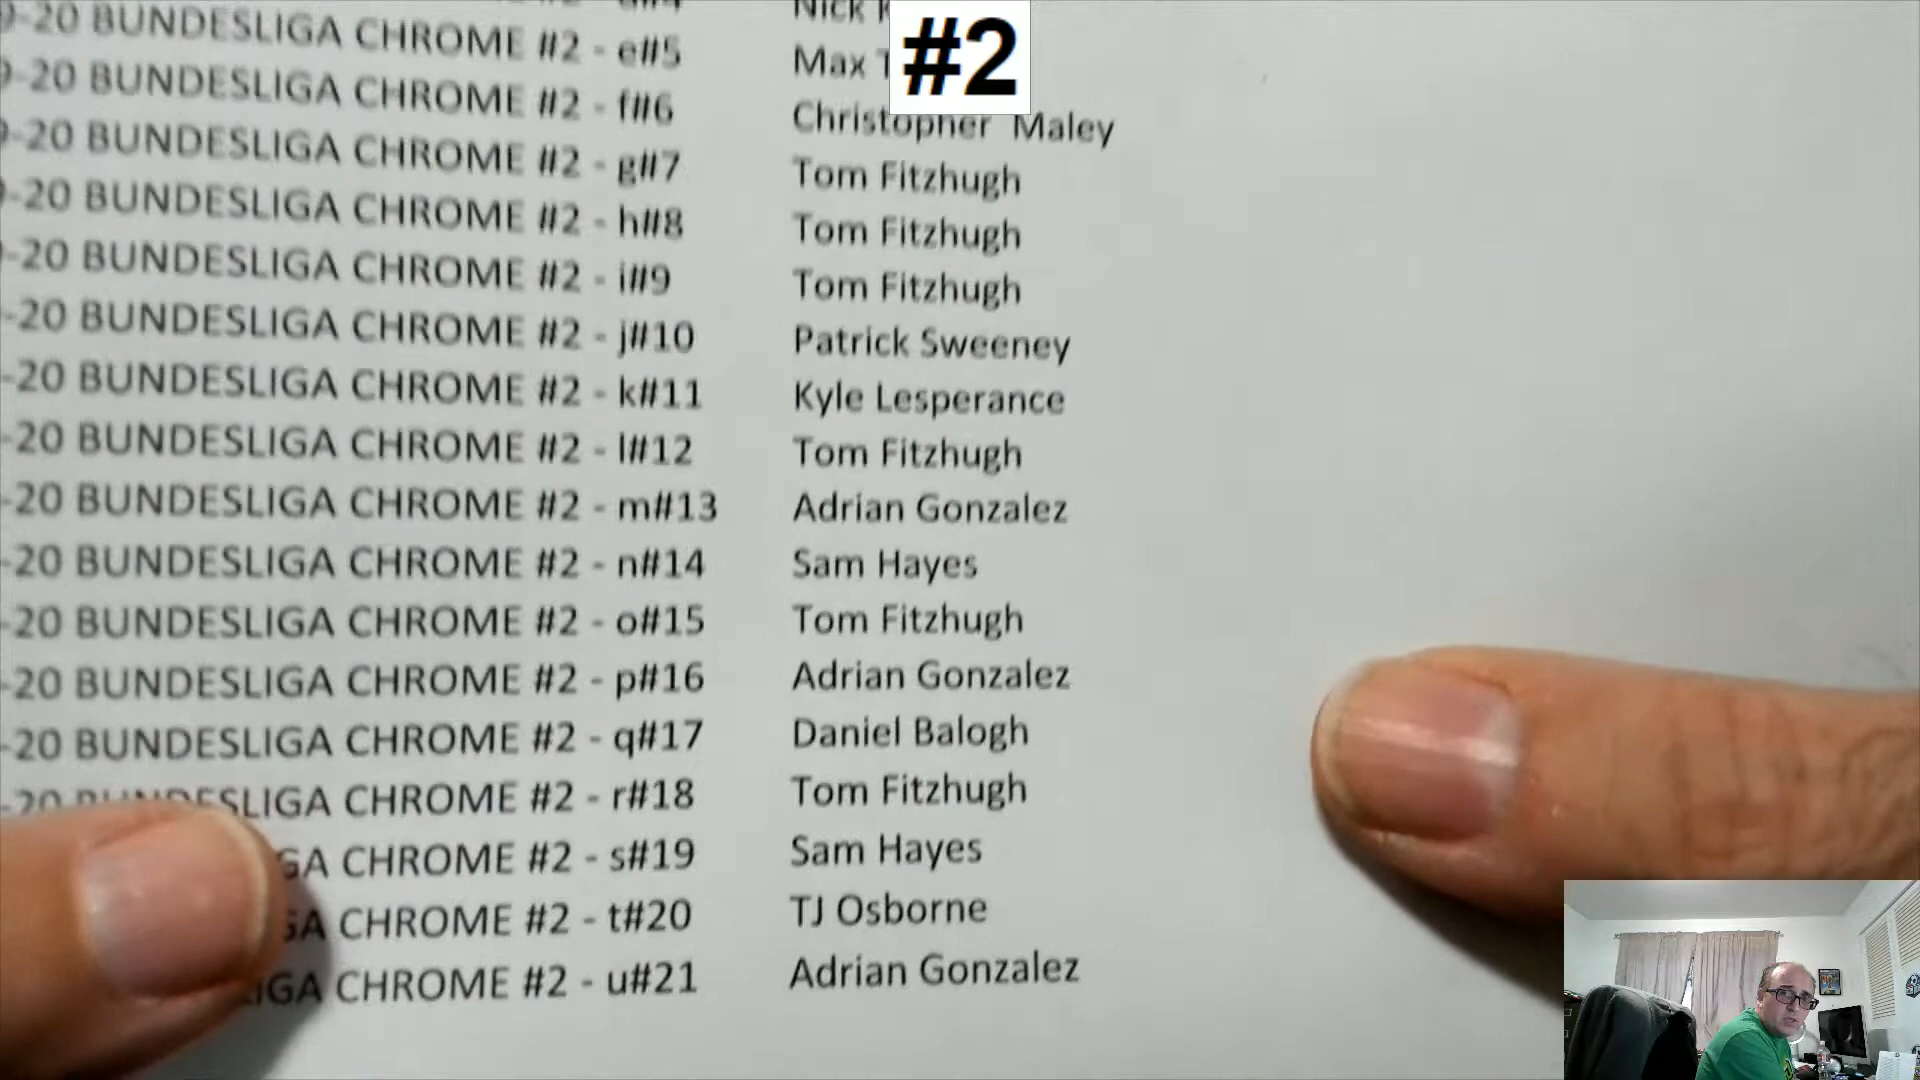 #2
Nick
-20 BUNDESLIGA CHROME #2 - e#5 Max
-20 BUNDESLIGA CHROME #2 - f#6 Christopher Maley
-20 BUNDESLIGA CHROME #2 - g#7 Tom Fitzhugh
-20 BUNDESLIGA CHROME #2 - h#8 Tom Fitzhugh
-20 BUNDESLIGA CHROME #2 - i#9 Tom Fitzhugh
-20 BUNDESLIGA CHROME #2 - j#10 Patrick Sweeney
-20 BUNDESLIGA CHROME #2 - k#11 Kyle Lesperance
-20 BUNDESLIGA CHROME #2 - l#12 Tom Fitzhugh
-20 BUNDESLIGA CHROME #2 - m#13 Adrian Gonzalez
-20 BUNDESLIGA CHROME #2 - n#14 Sam Hayes
-20 BUNDESLIGA CHROME #2 - o#15 Tom Fitzhugh
-20 BUNDESLIGA CHROME #2 - p#16 Adrian Gonzalez
-20 BUNDESLIGA CHROME #2 - q#17 Daniel Balogh
-20 BUNDESLIGA CHROME #2 - r#18 Tom Fitzhugh
GA CHROME #2 - s#19 Sam Hayes
GA CHROME #2 - t#20 TJ Osborne
IGA CHROME #2 - u#21 Adrian Gonzalez